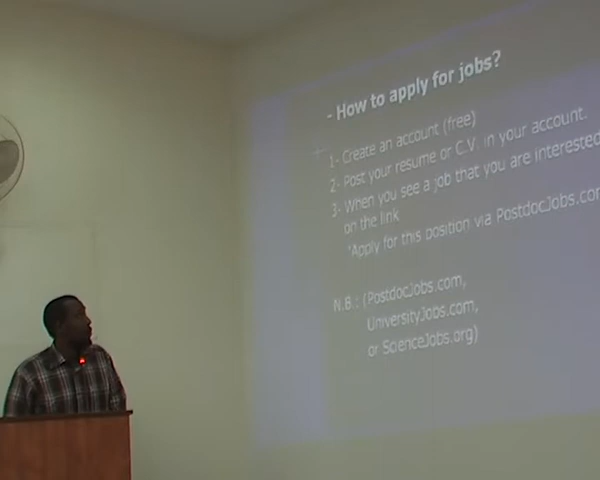 - How to apply for jobs?
1- Create an account (free)
2- Post your resume or C.V. in your account.
3- When you see a job that you are interested
on the link
'Apply for this position via PostdocJobs.com
N.B.: (PostdocJobs.com,
UniversityJobs.com,
or ScienceJobs.org)